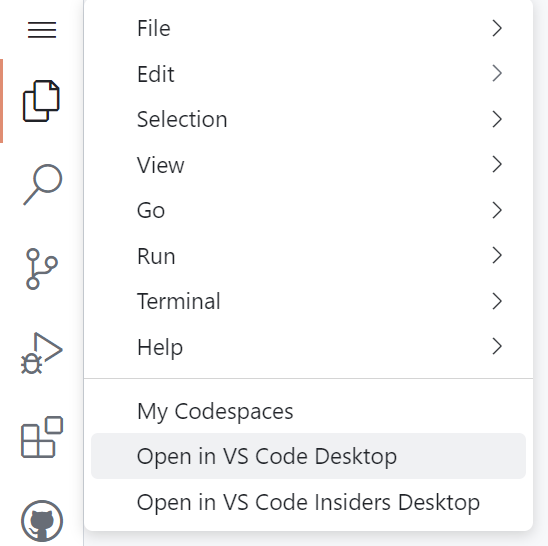 File
Edit
Selection
View
Go
Run
Terminal
Help
My Codespaces
Open in VS Code Desktop
Open in VS Code Insiders Desktop